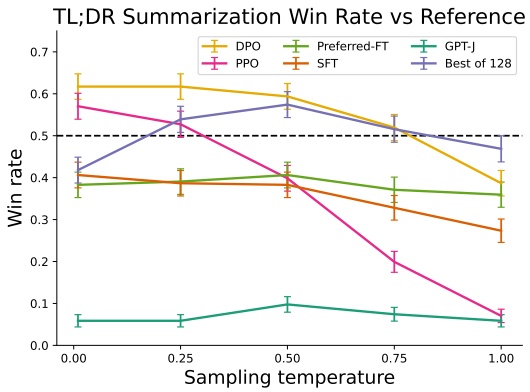 TL;DR Summarization Win Rate vs Reference
DPO Preferred-FT GPT-J
PPO SFT Best of 128
0.7
0.6
0.5
0.4
0.3
0.2
0.1
0.0
Win rate
0.00 0.25 0.50 0.75 1.00
Sampling temperature